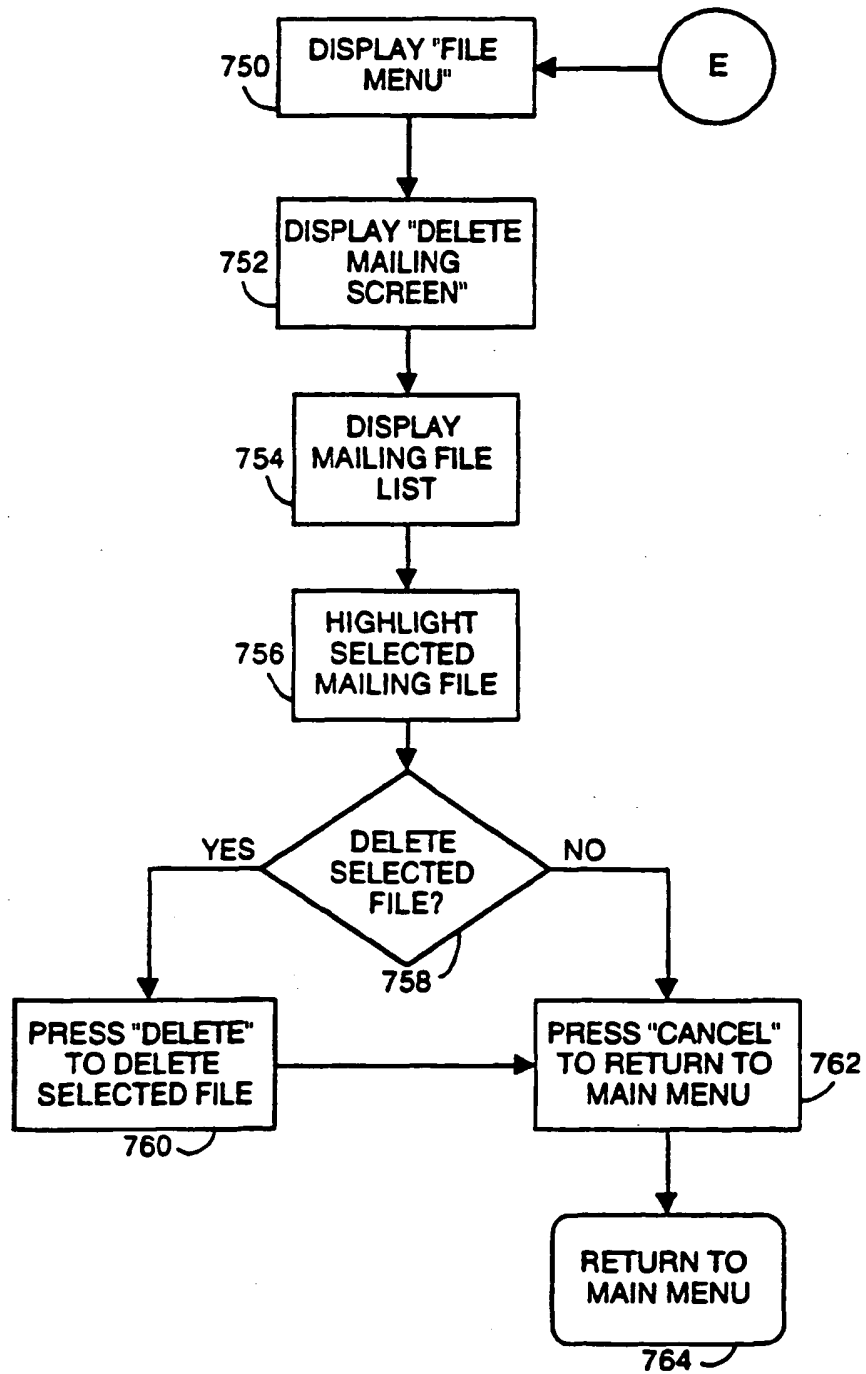 DISPLAY "FILE
MENU"
750
E
DISPLAY "DELETE
MAILING
SCREEN"
752
DISPLAY
MAILING FILE
LIST
754
HIGHLIGHT
SELECTED
MAILING FILE
756
YES
DELETE
SELECTED
FILE?
NO
758
PRESS "DELETE"
TO DELETE
SELECTED FILE
760
PRESS "CANCEL"
TO RETURN TO
MAIN MENU
762
RETURN TO
MAIN MENU
764